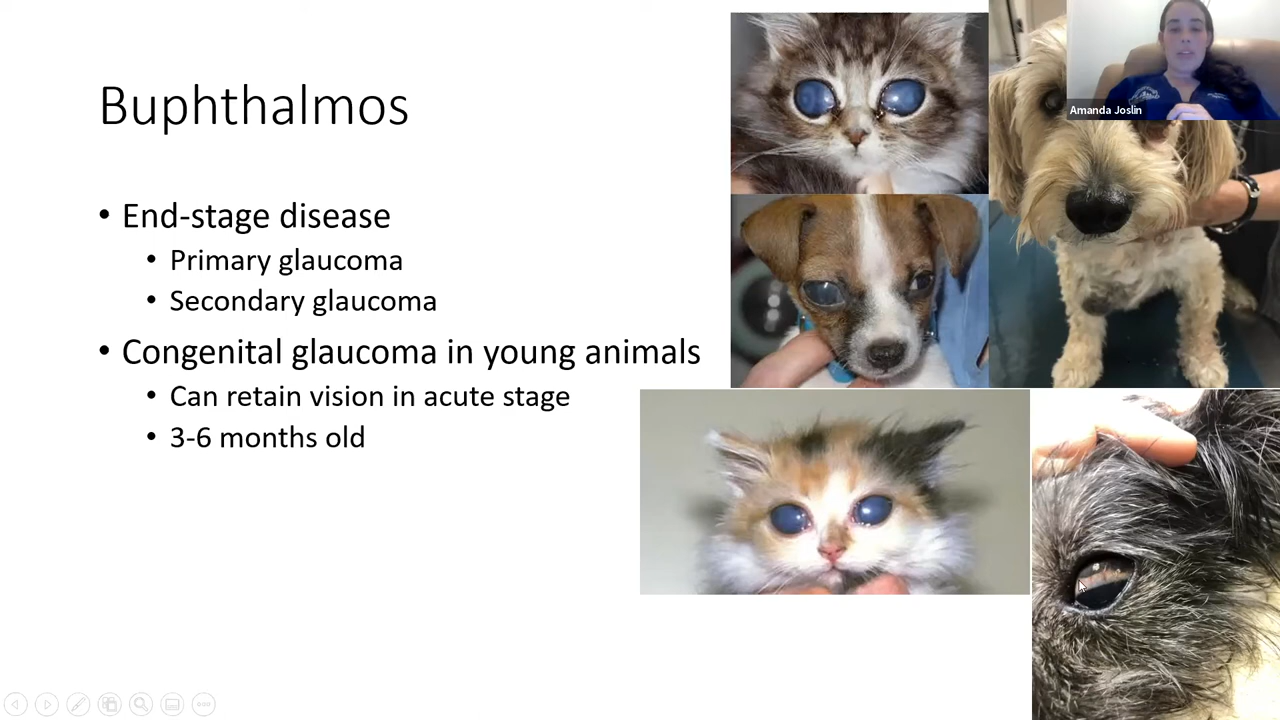 Buphthalmos
• End-stage disease
• Primary glaucoma
• Secondary glaucoma
• Congenital glaucoma in young animals
• Can retain vision in acute stage
• 3-6 months old
Amanda Joslin